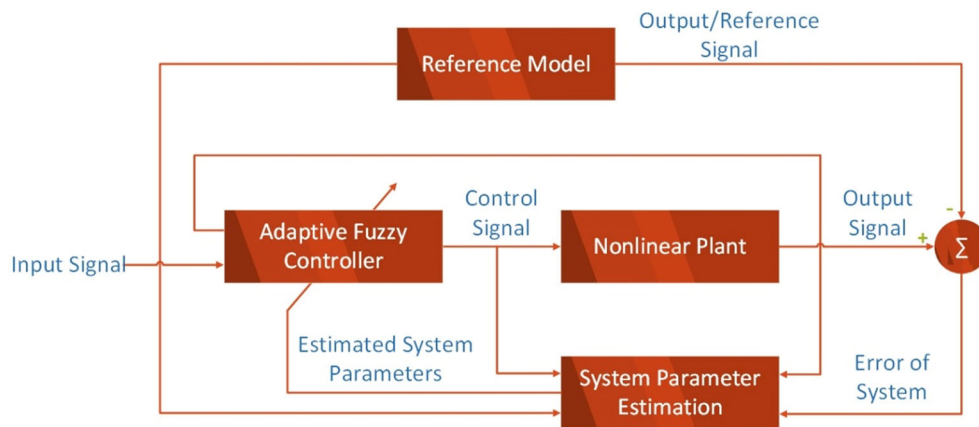 Output/Reference
Signal
Reference Model
Control
Signal
Output
Signal
-
+
Adaptive Fuzzy
Controller
Nonlinear Plant
Σ
Input Signal
Estimated System
Parameters
System Parameter
Estimation
Error of
System